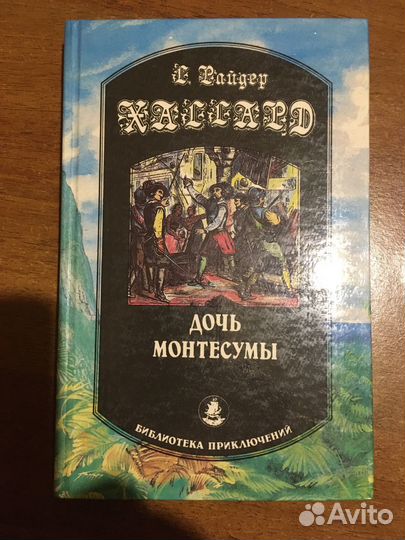 Г. Райдер
ХАГГАРД
ДОЧЬ
МОНТЕСУМЫ
БИБЛИОТЕКА ПРИКЛЮЧЕНИЙ
Avito